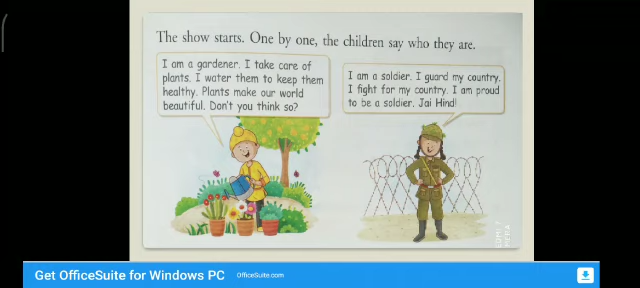 The show starts. One by one, the children say who they are.
I am a gardener. I take care of
plants. I water them to keep them
healthy. Plants make our world
beautiful. Don't you think so?
I am a soldier. I guard my country.
I fight for my country. I am proud
to be a soldier. Jai Hind!
Get OfficeSuite for Windows PC
OfficeSuite.com